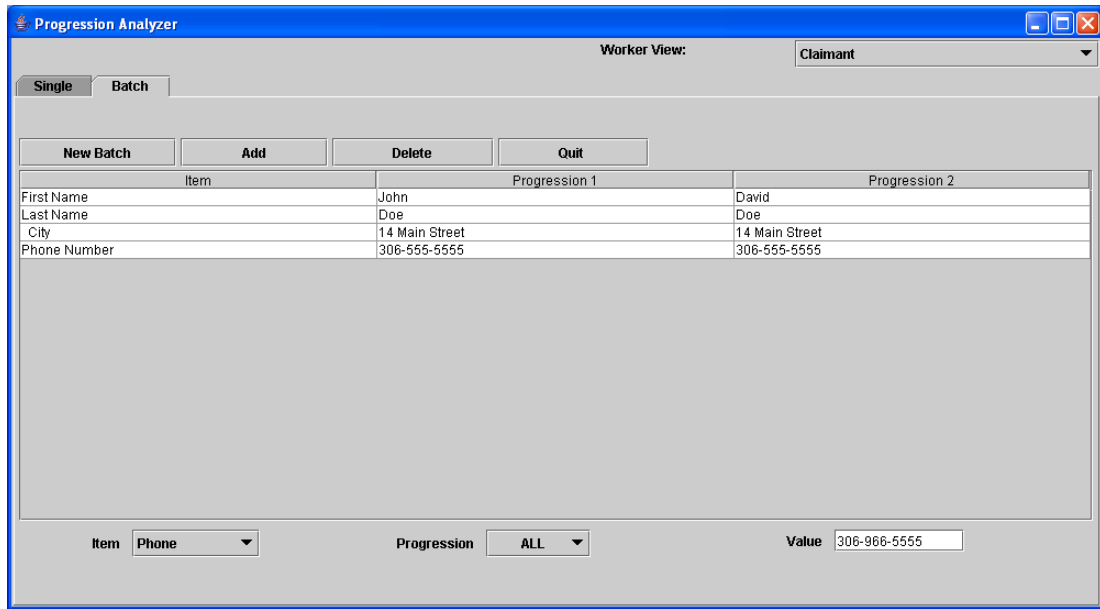 Progression Analyzer
Worker View: Claimant
Single Batch
New Batch Add Delete Quit
Item Progression 1 Progression 2
First Name John David
Last Name Doe Doe
City 14 Main Street 14 Main Street
Phone Number 306-555-5555 306-555-5555
Item Phone Progression ALL Value 306-966-5555